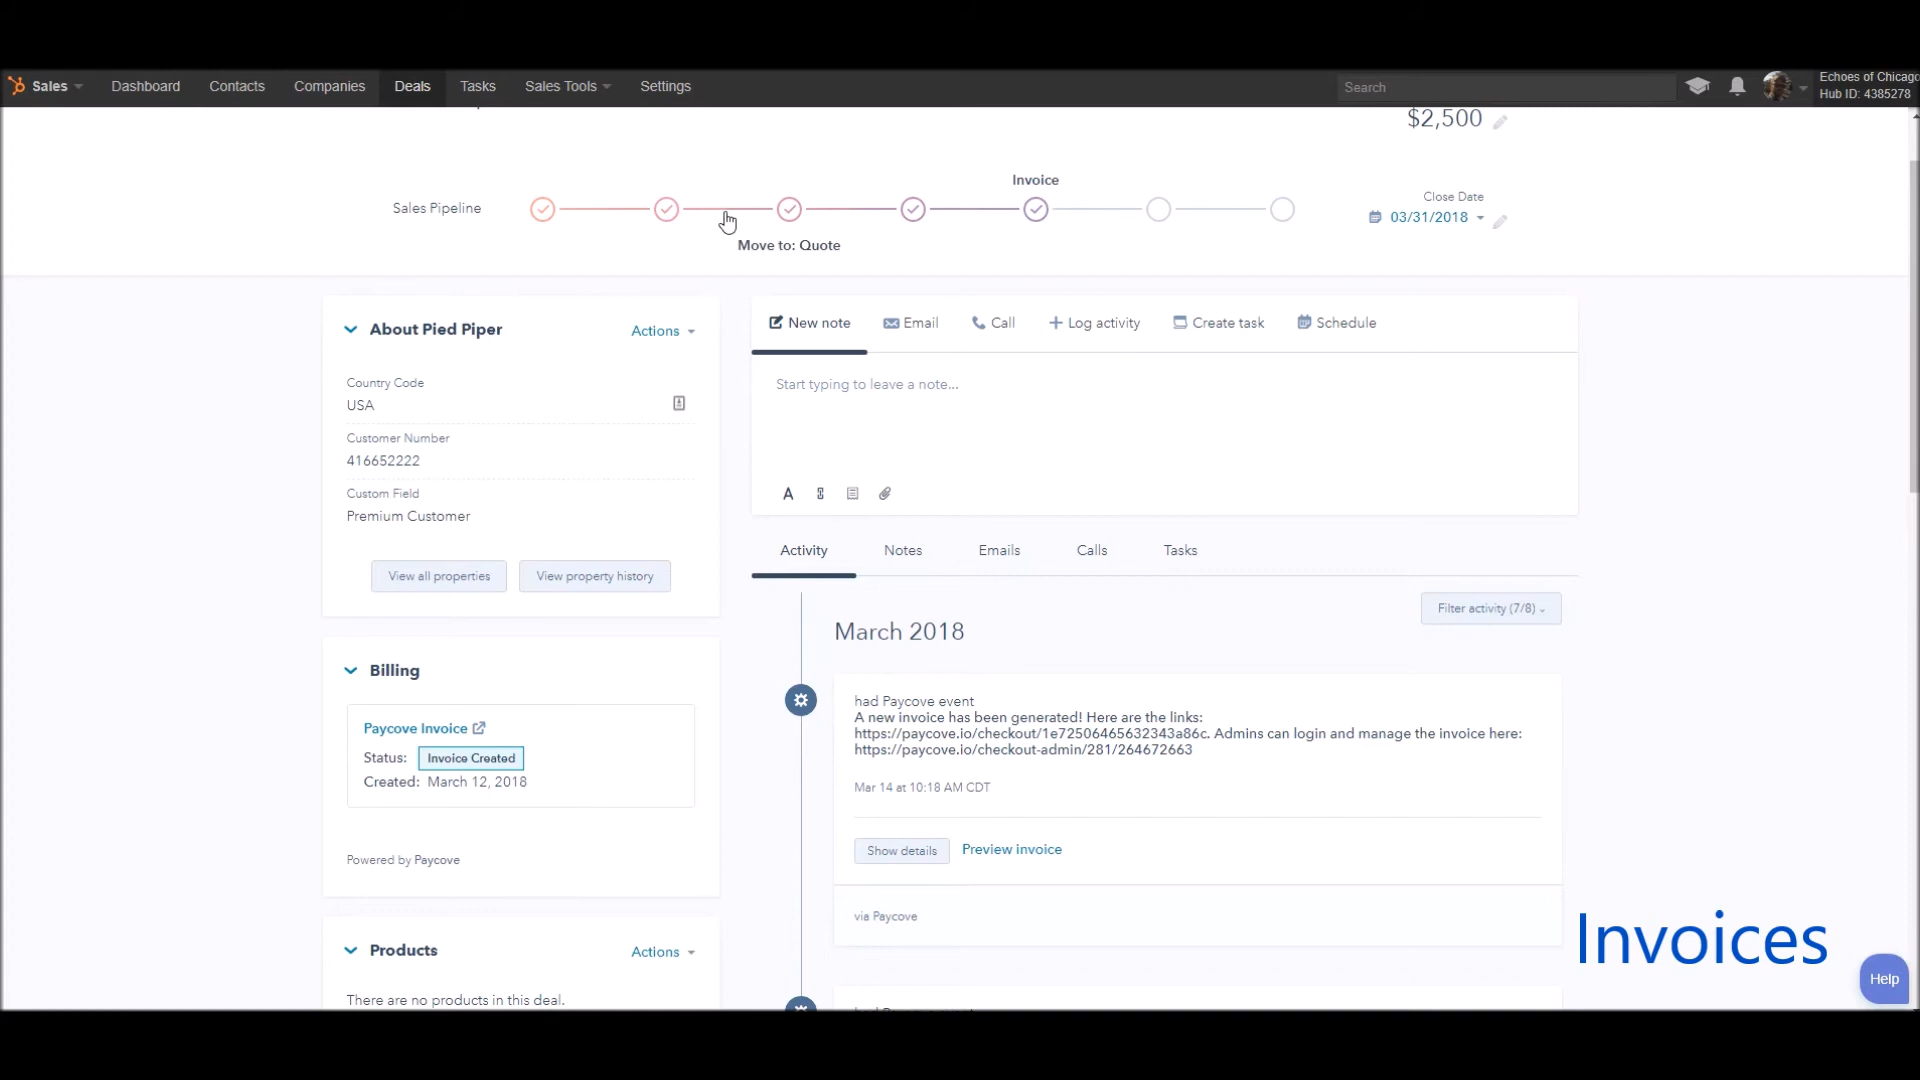 Sales
Dashboard
Contacts
Companies
Deals
Tasks
Sales Tools
Settings
Search
Echoes of Chicago
Hub ID: 4385278
$2,500
Invoice
Sales Pipeline
Move to: Quote
Close Date
03/31/2018
About Pied Piper
Actions
Country Code
USA
Customer Number
416652222
Custom Field
Premium Customer
View all properties
View property history
Billing
Paycove Invoice
Status: Invoice Created
Created: March 12, 2018
Powered by Paycove
Products
Actions
There are no products in this deal.
New note
Email
Call
Log activity
Create task
Schedule
Start typing to leave a note...
A
Activity
Notes
Emails
Calls
Tasks
Filter activity (7/8)
March 2018
had Paycove event
A new invoice has been generated! Here are the links:
https://paycove.io/checkout/1e72506465632343a86c. Admins can login and manage the invoice here:
https://paycove.io/checkout-admin/281/264672663
Mar 14 at 10:18 AM CDT
Show details
Preview invoice
via Paycove
Invoices
Help